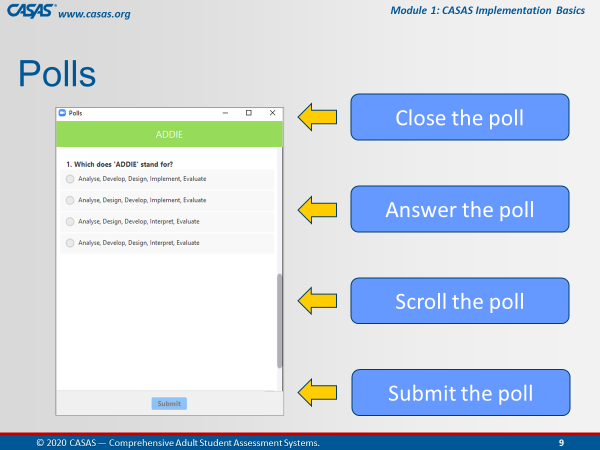 CASAS® www.casas.org
Module 1: CASAS Implementation Basics
Polls
Polls
ADDIE
1. Which does 'ADDIE' stand for?
Analyse, Develop, Design, Implement, Evaluate
Analyse, Design, Develop, Implement, Evaluate
Analyse, Design, Develop, Interpret, Evaluate
Analyse, Develop, Design, Interpret, Evaluate
Submit
Close the poll
Answer the poll
Scroll the poll
Submit the poll
© 2020 CASAS — Comprehensive Adult Student Assessment Systems.
9